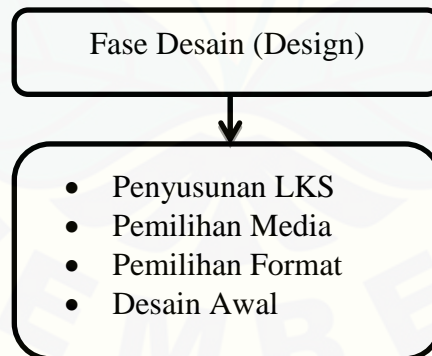 Fase Desain (Design)
• Penyusunan LKS
• Pemilihan Media
• Pemilihan Format
• Desain Awal